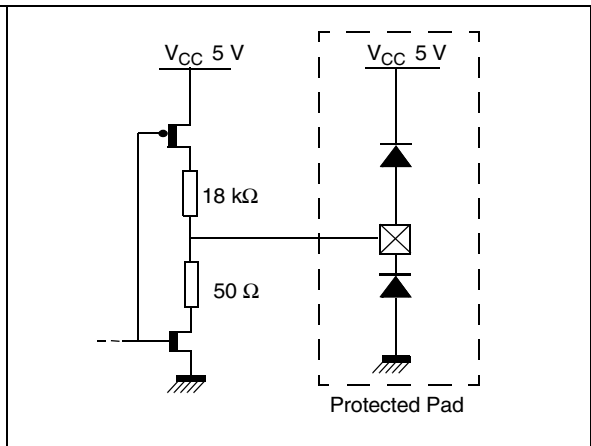 V_CC 5 V
V_CC 5 V
18 kΩ
50 Ω
Protected Pad